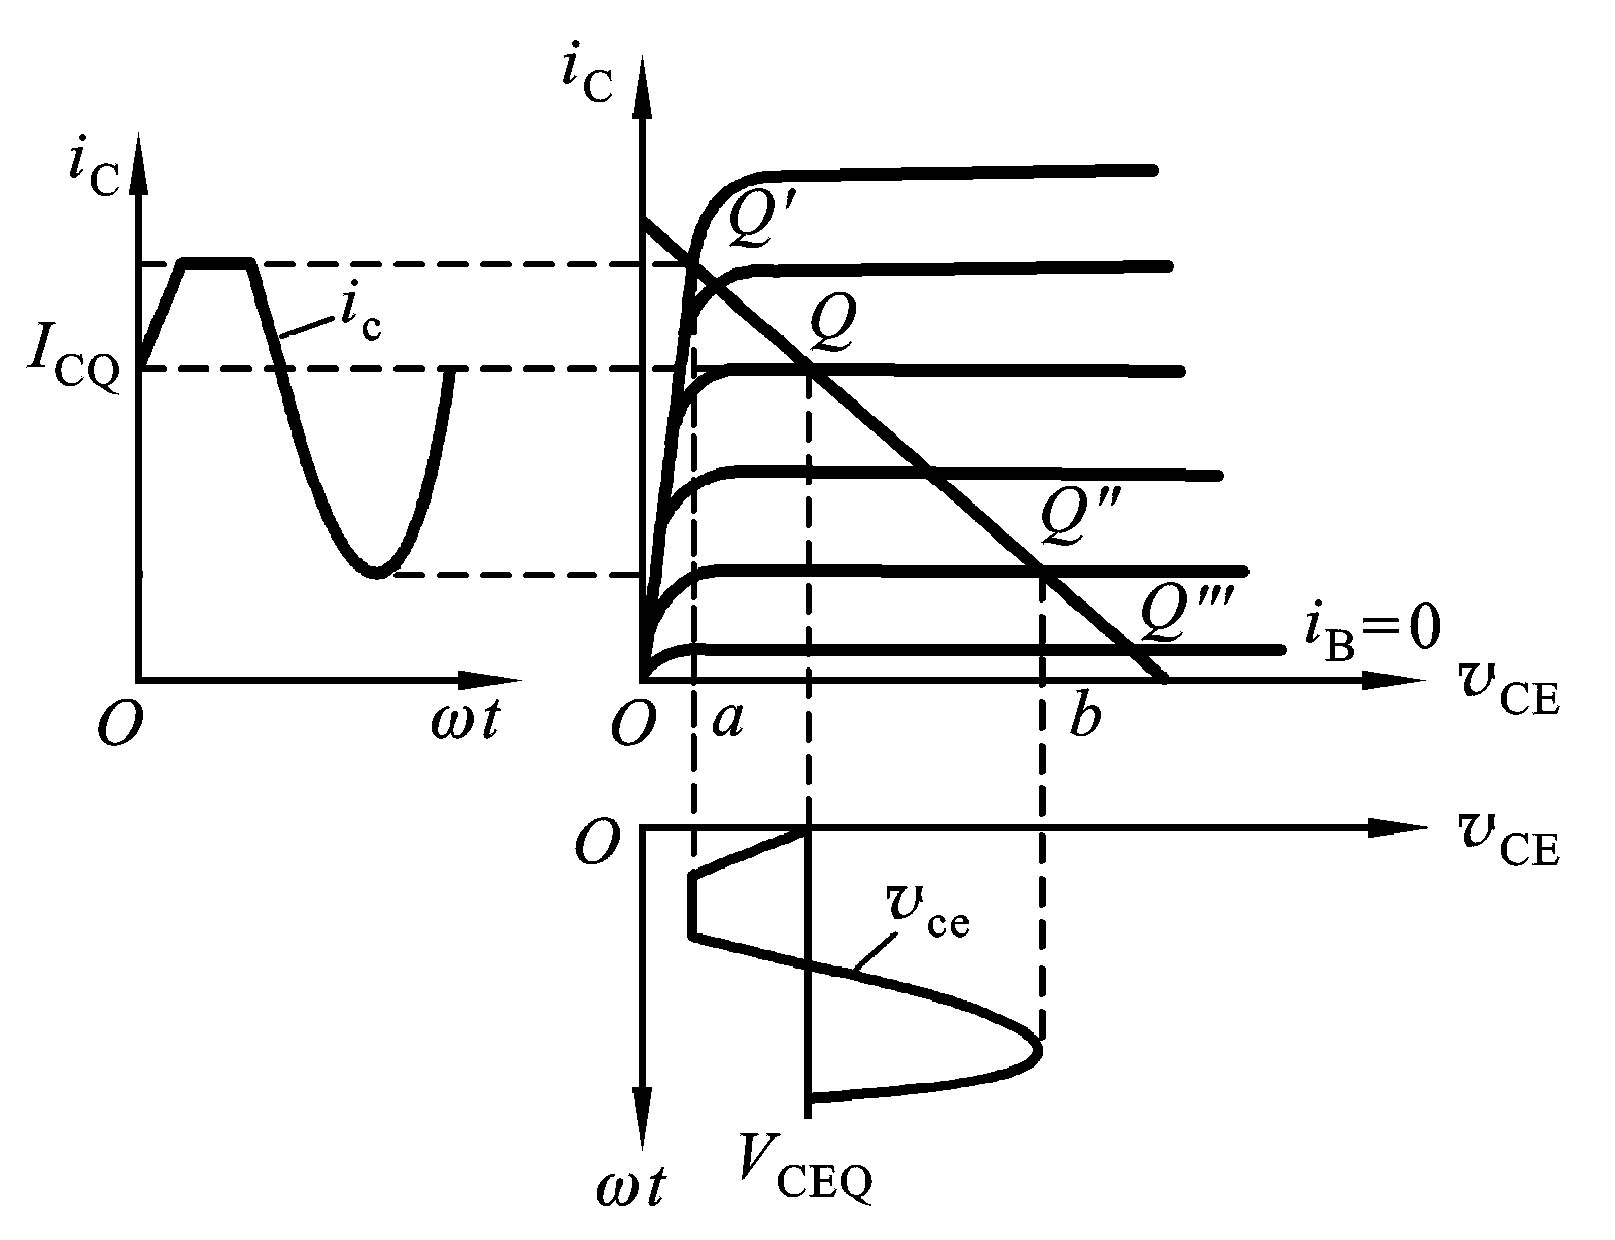 i_C
i_C
Q′
i_c
Q
I_CQ
Q″
Q‴
i_B=0
v_CE
O
ωt
O
a
b
O
v_CE
v_ce
V_CEQ
ωt